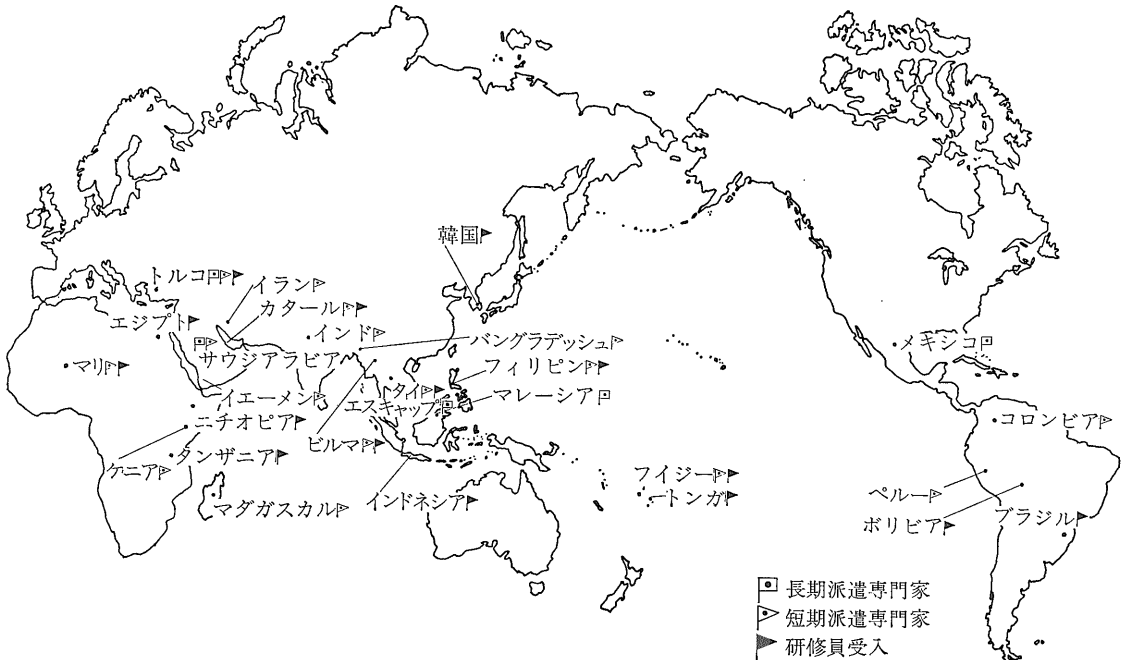 韓国
トルコ
イラン
カタール
エジプト
インド
バングラデッシュ
サウジアラビア
フィリピン
マリ
タイ
イエーメン
エスキャップ
マレーシア
ニチオピア
ビルマ
ケニア
タンザニア
マダガスカル
インドネシア
フイジー
トンガ
メキシコ
コロンビア
ペルー
ボリビア
ブラジル
長期派遣専門家
短期派遣専門家
研修員受入